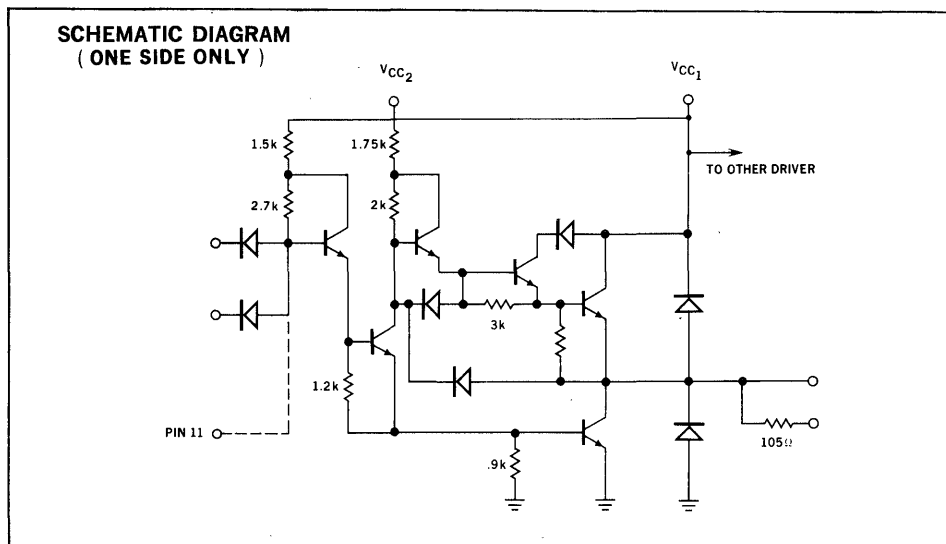 SCHEMATIC DIAGRAM
( ONE SIDE ONLY )
VCC2
VCC1
1.5k
1.75k
TO OTHER DRIVER
2.7k
2k
3k
1.2k
PIN 11
.9k
105Ω